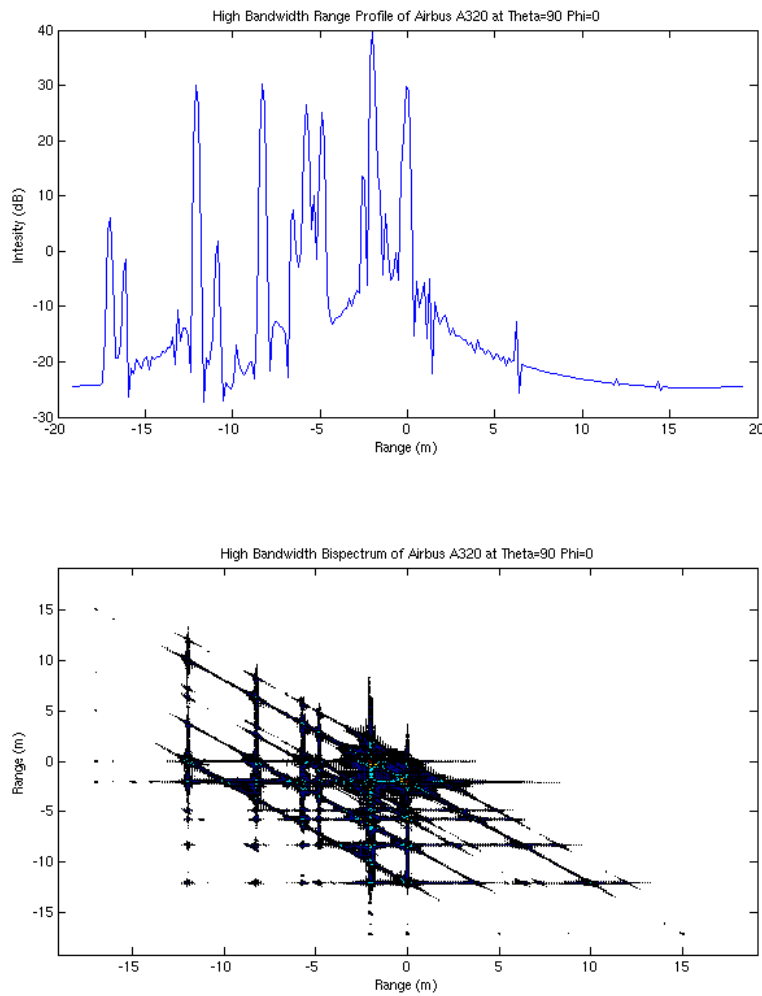 High Bandwidth Range Profile of Airbus A320 at Theta=90 Phi=0
40
30
20
10
0
-10
-20
-30
Intesity (dB)
-20 -15 -10 -5 0 5 10 15 20
Range (m)
High Bandwidth Bispectrum of Airbus A320 at Theta=90 Phi=0
15
10
5
0
-5
-10
-15
Range (m)
-15 -10 -5 0 5 10 15
Range (m)